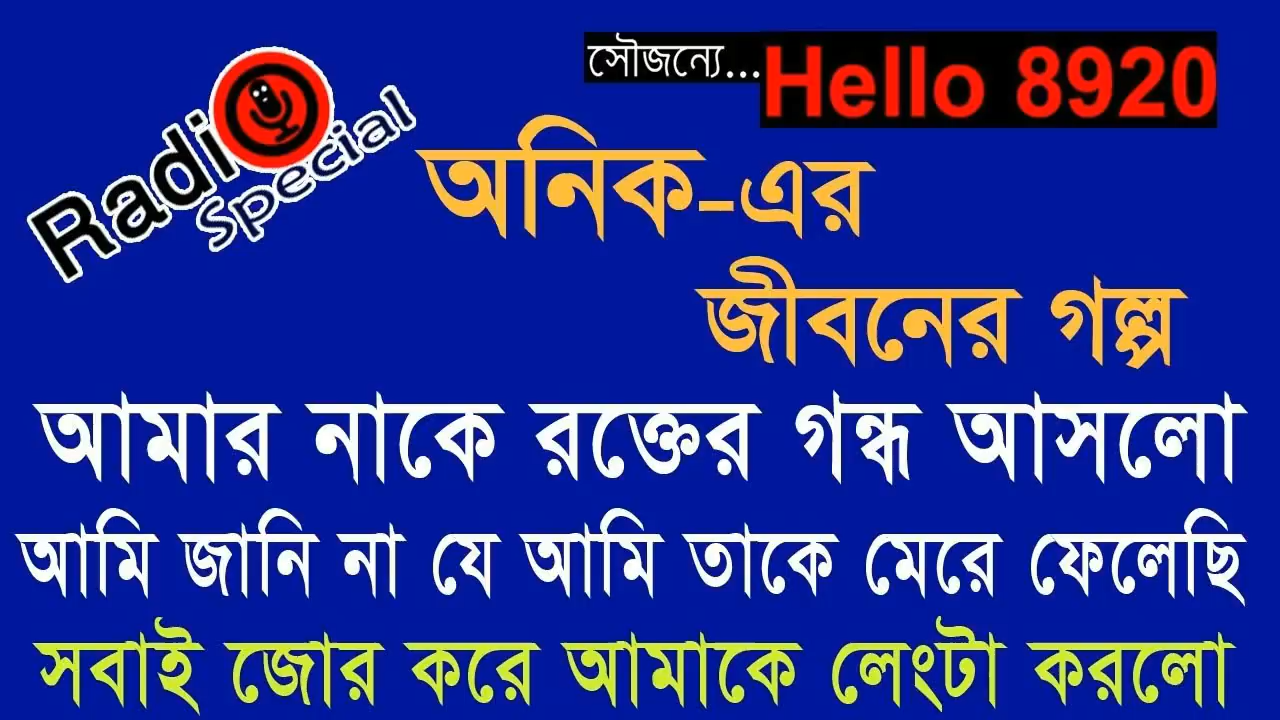 Radio
Special
সৌজন্যে...Hello 8920
অনিক-এর
জীবনের গল্প
আমার নাকে রক্তের গন্ধ আসলো
আমি জানি না যে আমি তাকে মেরে ফেলেছি
সবাই জোর করে আমাকে লেংটা করলো